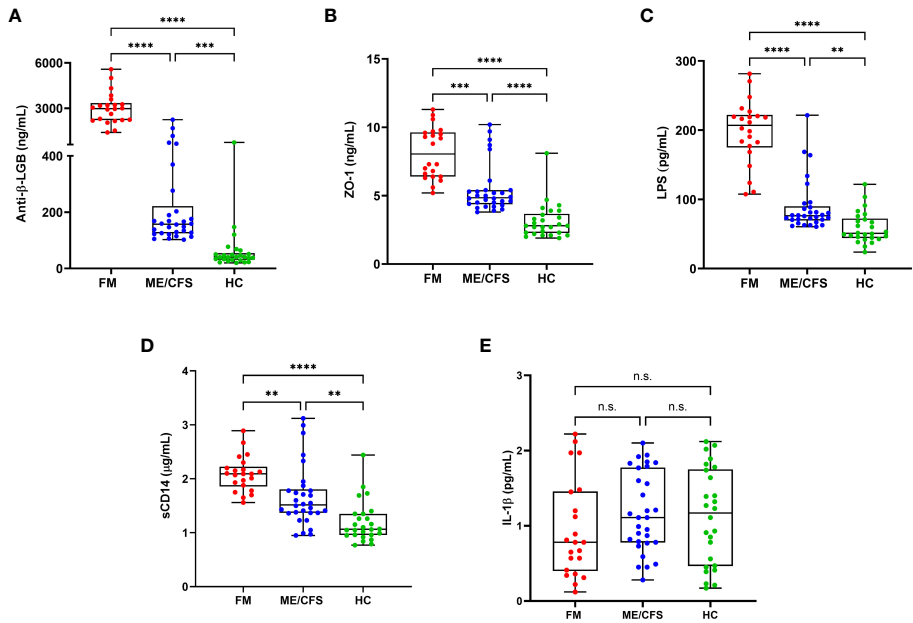 A
****
****
***
Anti-β-LGB (ng/mL)
6000
3000
400
200
0
FM
ME/CFS
HC
B
****
***
****
ZO-1 (ng/mL)
15
10
5
0
FM
ME/CFS
HC
C
****
****
**
LPS (pg/mL)
300
200
100
0
FM
ME/CFS
HC
D
****
**
**
sCD14 (μg/mL)
4
3
2
1
0
FM
ME/CFS
HC
E
n.s.
n.s.
n.s.
IL-1β (pg/mL)
3
2
1
0
FM
ME/CFS
HC